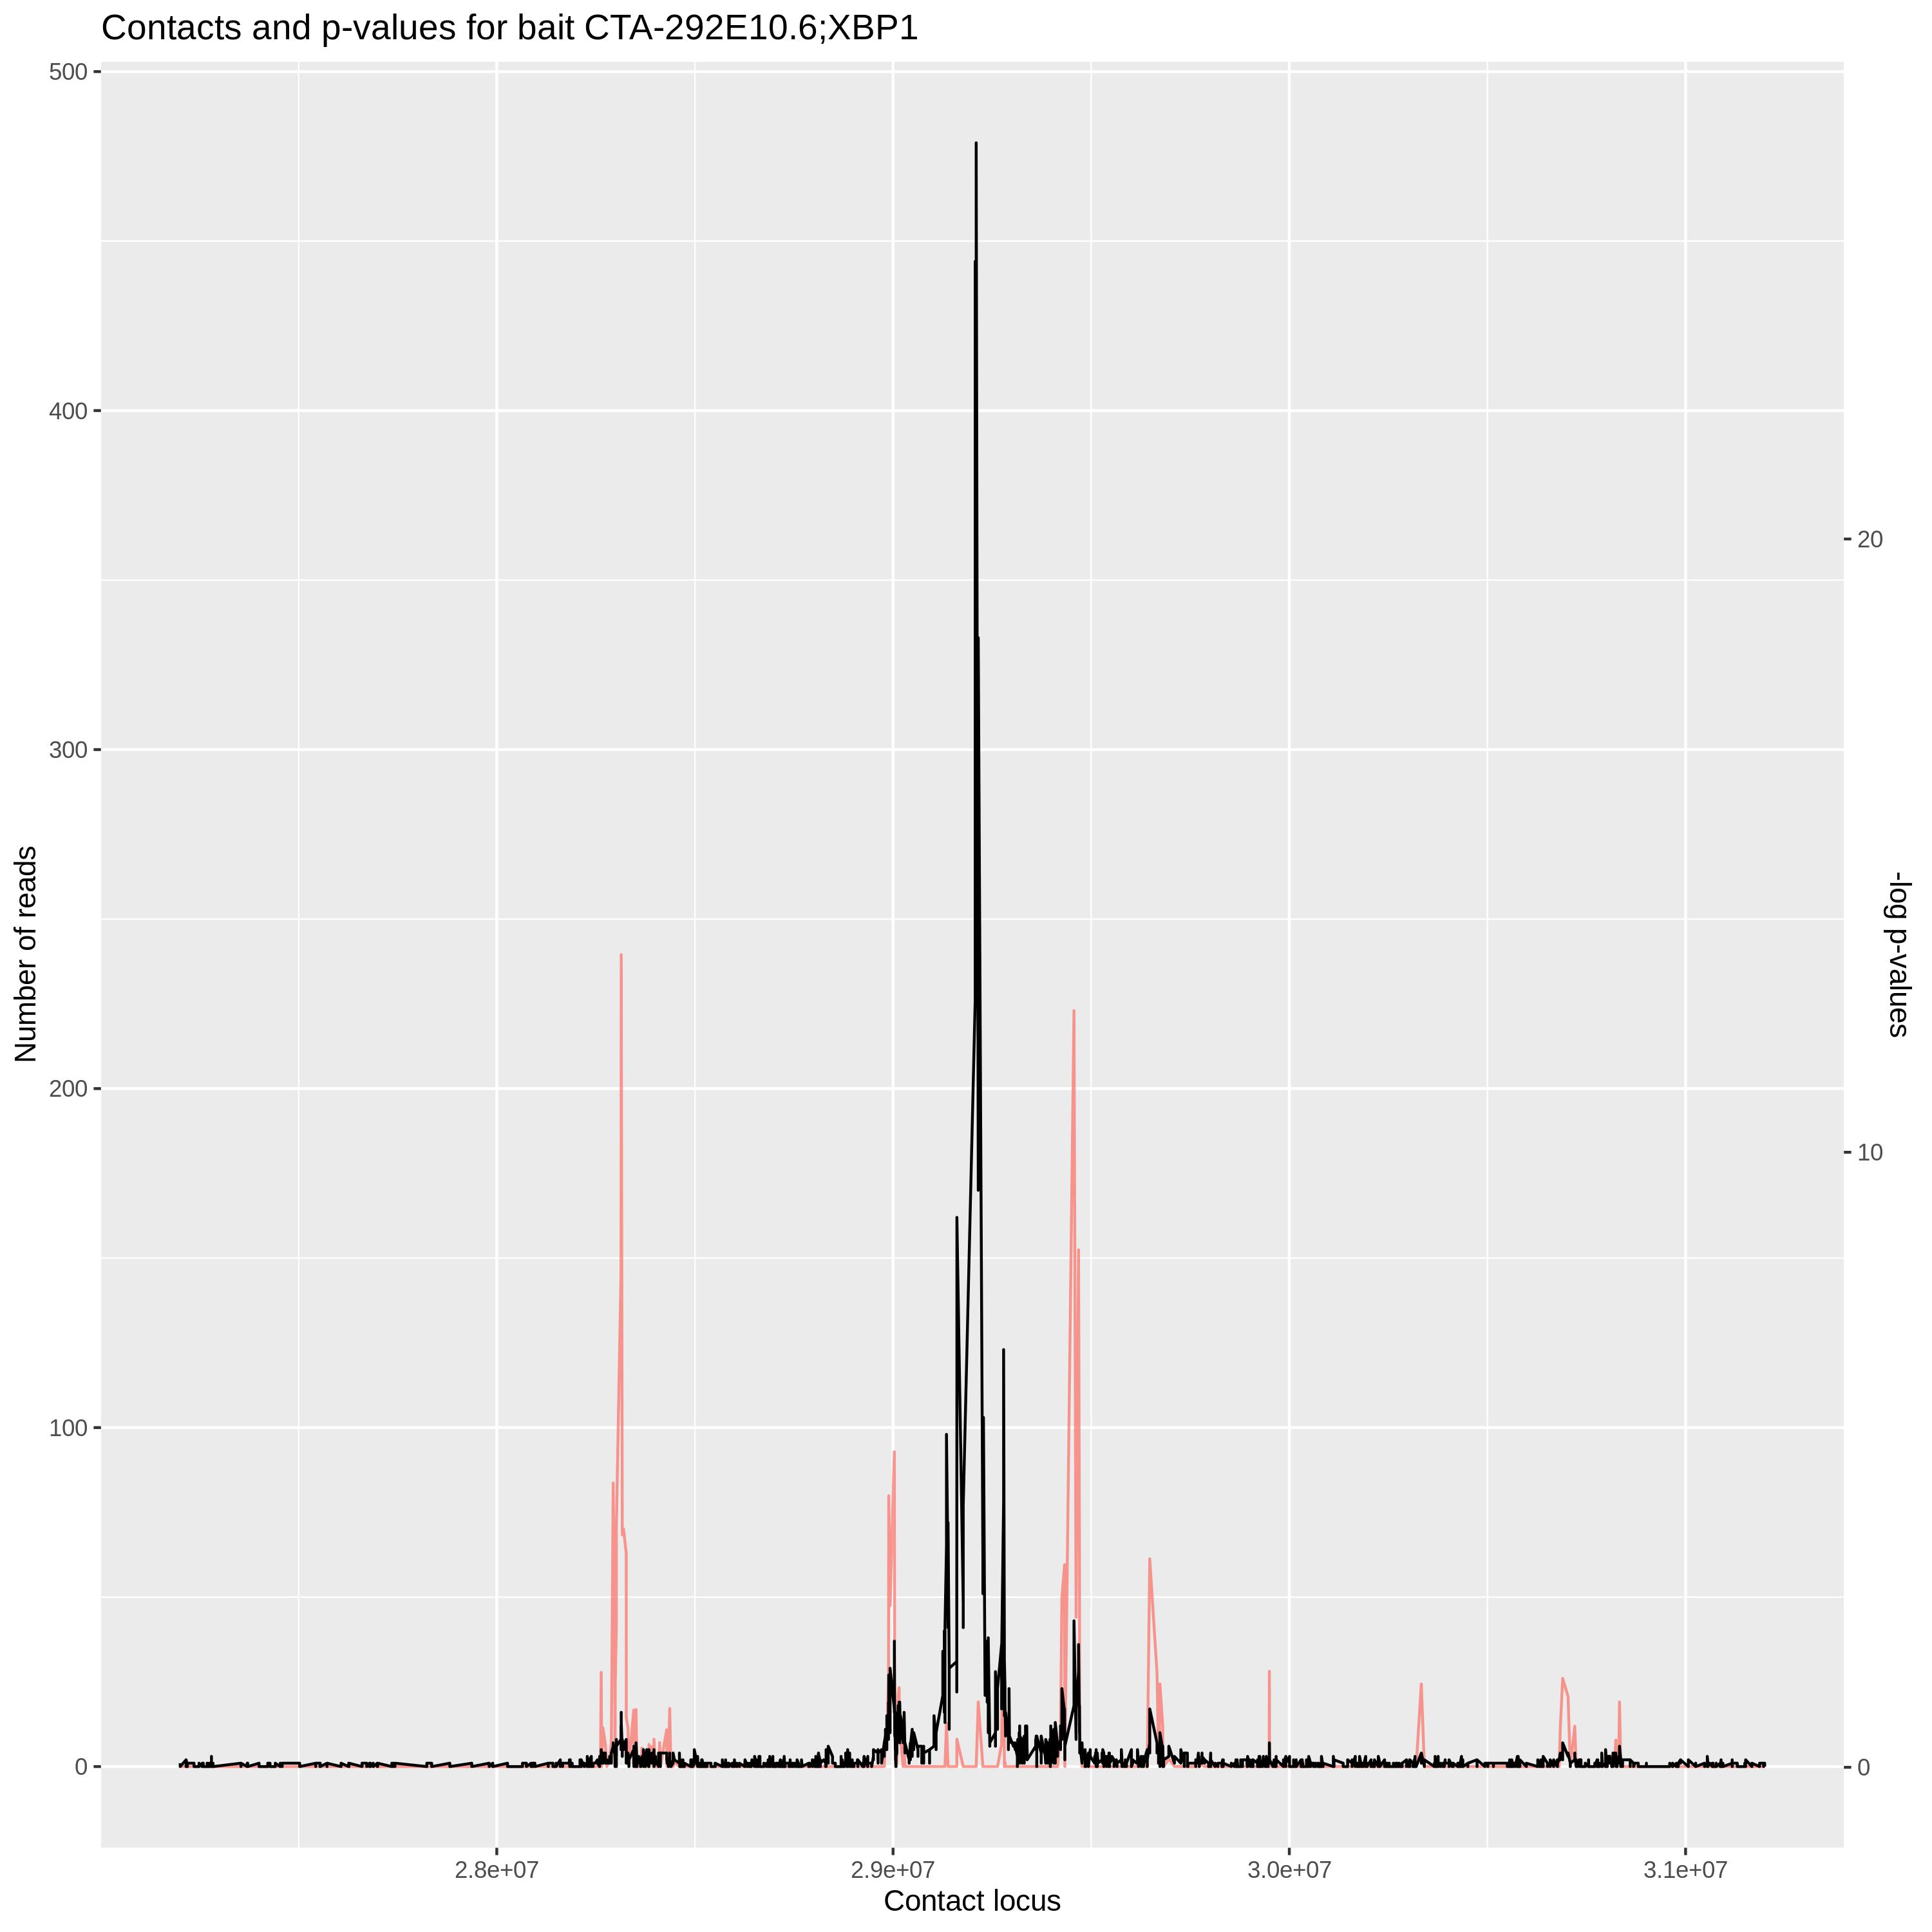 Contacts and p-values for bait CTA-292E10.6;XBP1
500
400
300
200
100
0
Number of reads
20
10
0
-log p-values
2.8e+07
2.9e+07
3.0e+07
3.1e+07
Contact locus